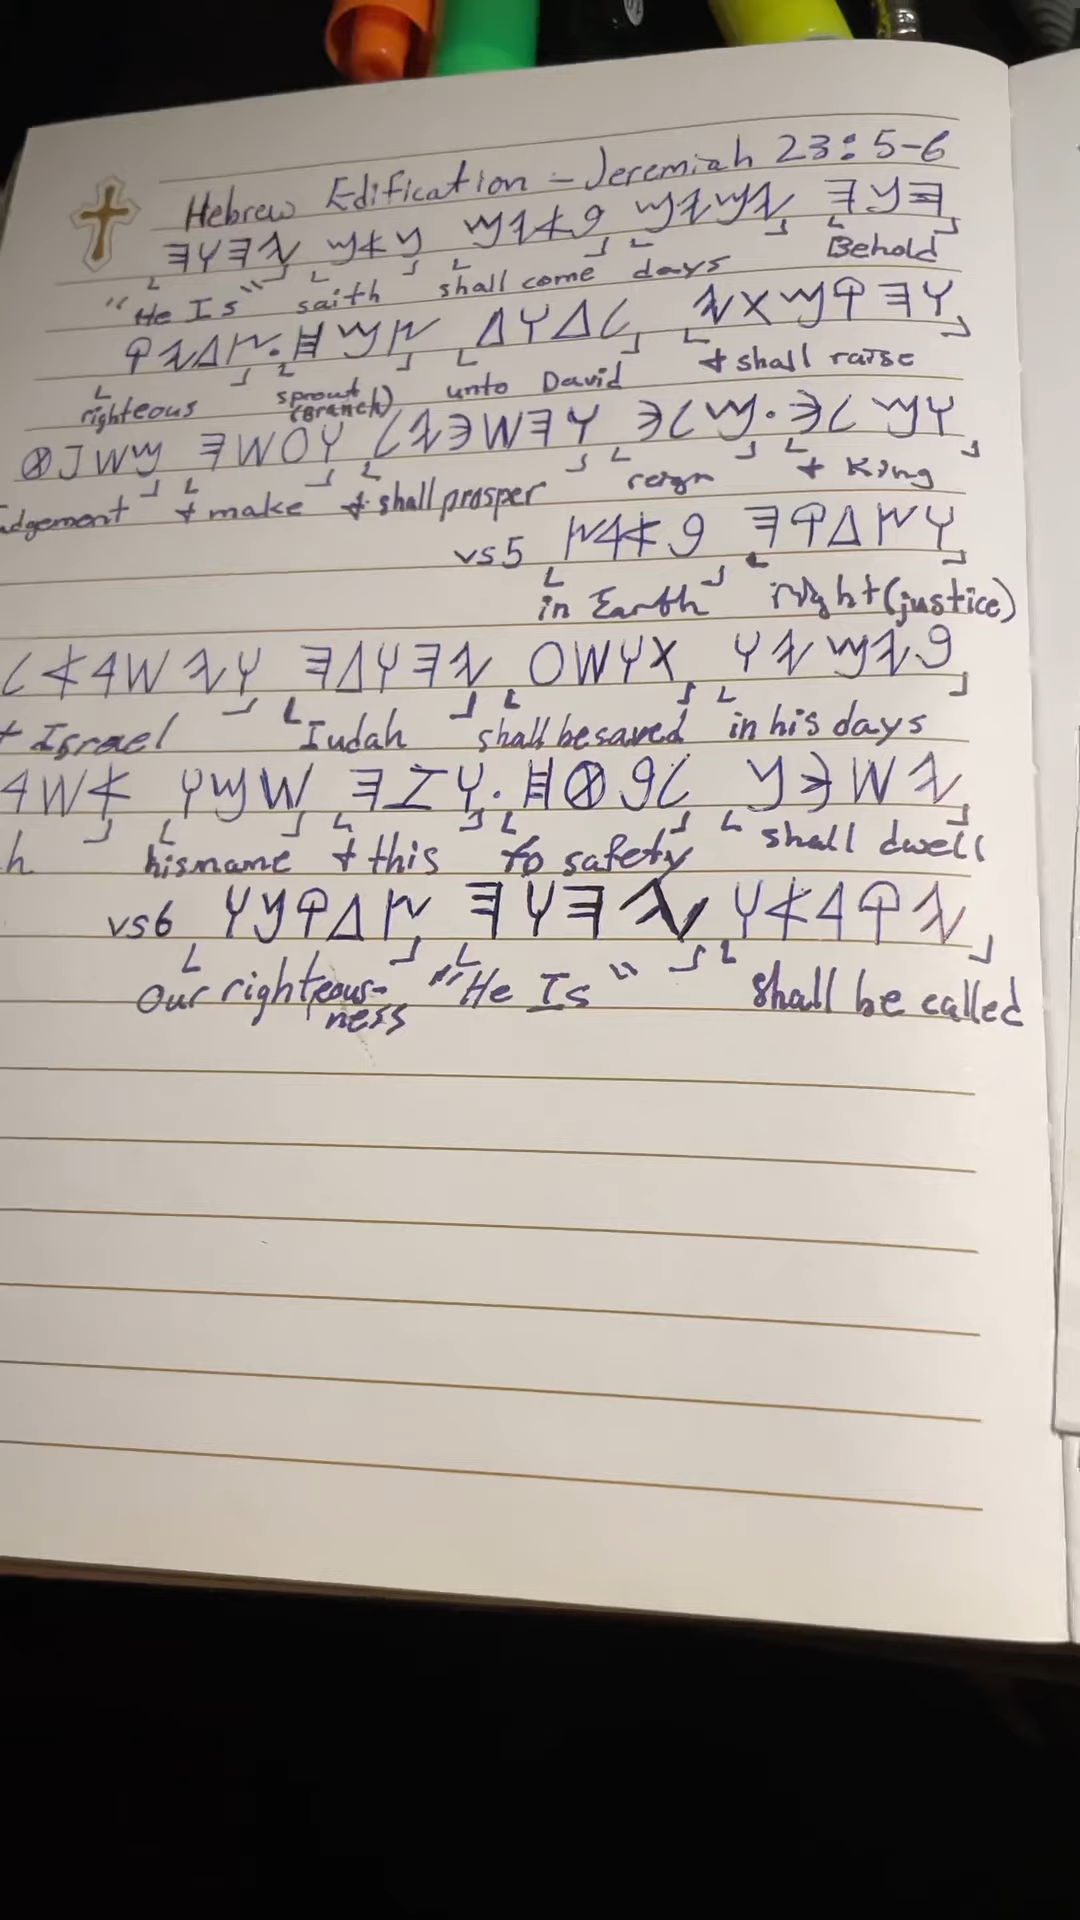 Hebrew Edification – Jeremiah 23:5-6
𐤄𐤍𐤄 𐤉𐤌𐤉𐤌 𐤁𐤀𐤉𐤌 𐤍𐤀𐤌 𐤉𐤄𐤅𐤄
"He Is" saith shall come days Behold
𐤅𐤄𐤒𐤌𐤕𐤉 𐤋𐤃𐤅𐤃 𐤑𐤌𐤇·𐤑𐤃𐤉𐤒
righteous sprout (Branch) unto David + shall raise
𐤅𐤌𐤋𐤊·𐤌𐤋𐤊 𐤅𐤄𐤔𐤊𐤉𐤋 𐤅𐤏𐤔𐤄 𐤌𐤔𐤐𐤈
+ make + shall prosper reign + King
𐤅𐤑𐤃𐤒𐤄 𐤁𐤀𐤓𐤑 vs5
in Earth right (justice)
𐤁𐤉𐤌𐤉𐤅 𐤕𐤅𐤔𐤏 𐤉𐤄𐤅𐤃𐤄 𐤅𐤉𐤔𐤓𐤀𐤋
+ Israel Iudah shall be saved in his days
𐤉𐤔𐤊𐤍 𐤋𐤁𐤈𐤇·𐤅𐤆𐤄 𐤔𐤌𐤅 𐤀𐤔𐤓
his name + this to safety shall dwell
𐤉𐤒𐤓𐤀𐤅 𐤉𐤄𐤅𐤄 𐤑𐤃𐤒𐤍𐤅 vs6
Our righteous-ness "He Is" shall be called